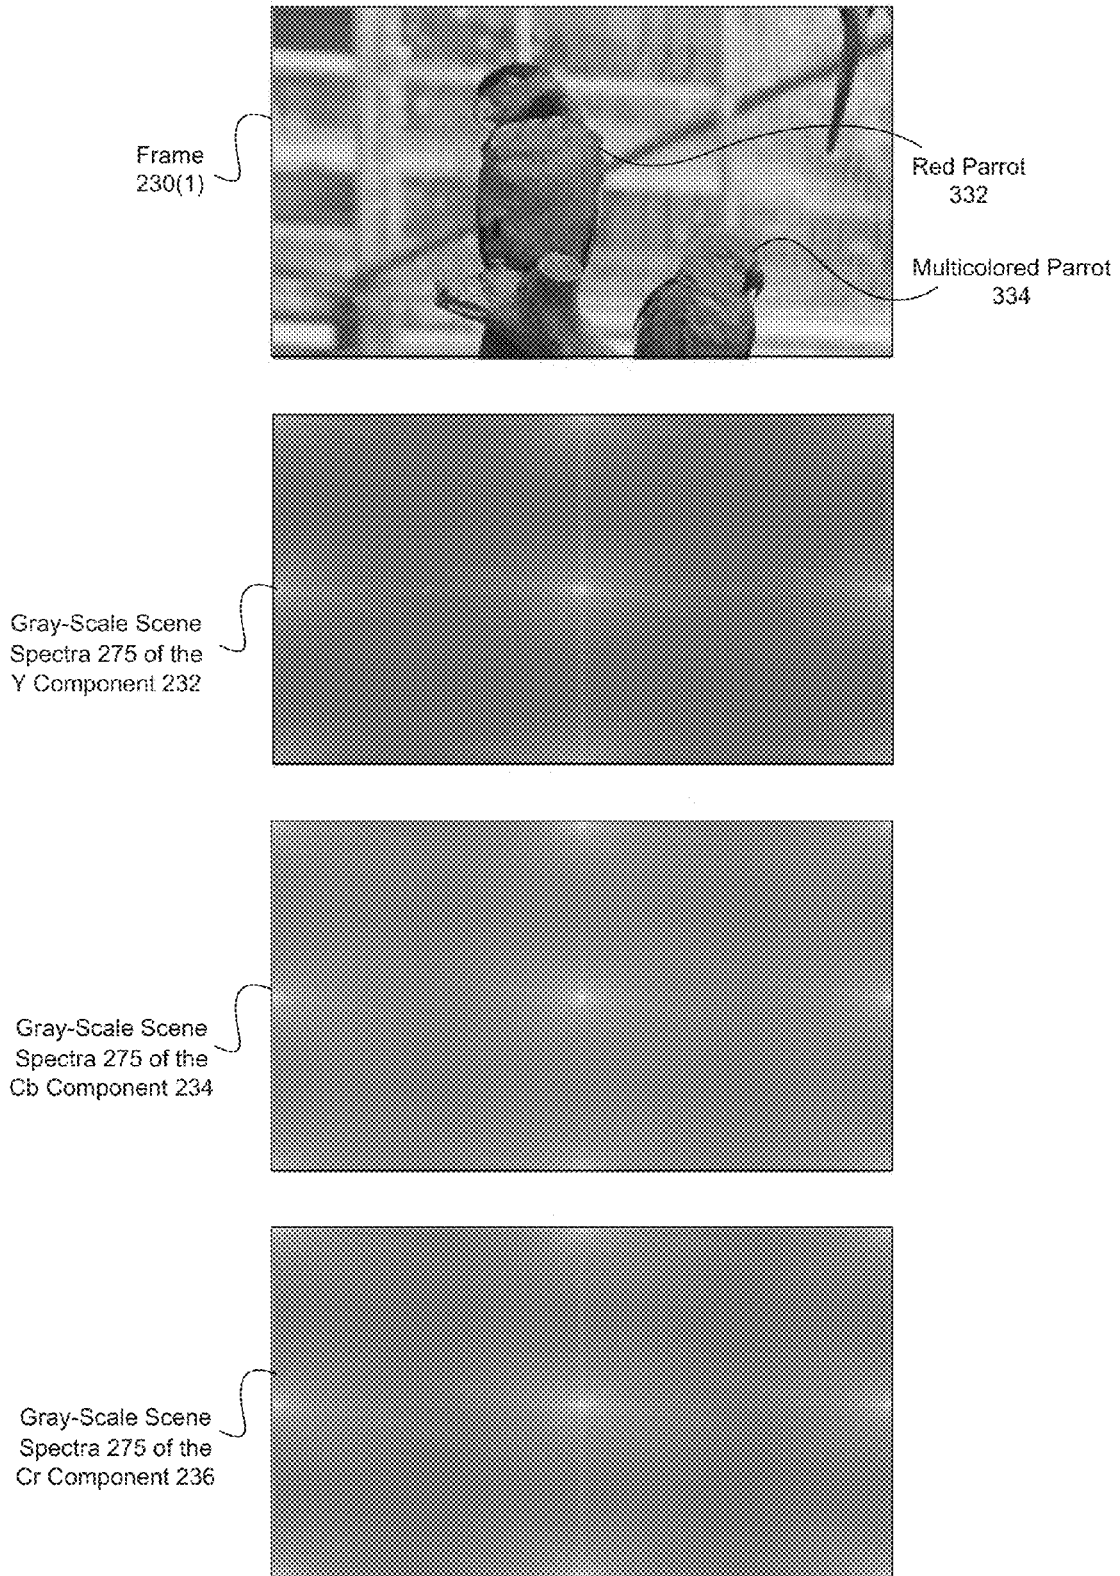 Frame
230(1)
Red Parrot
332
Multicolored Parrot
334
Gray-Scale Scene
Spectra 275 of the
Y Component 232
Gray-Scale Scene
Spectra 275 of the
Cb Component 234
Gray-Scale Scene
Spectra 275 of the
Cr Component 236